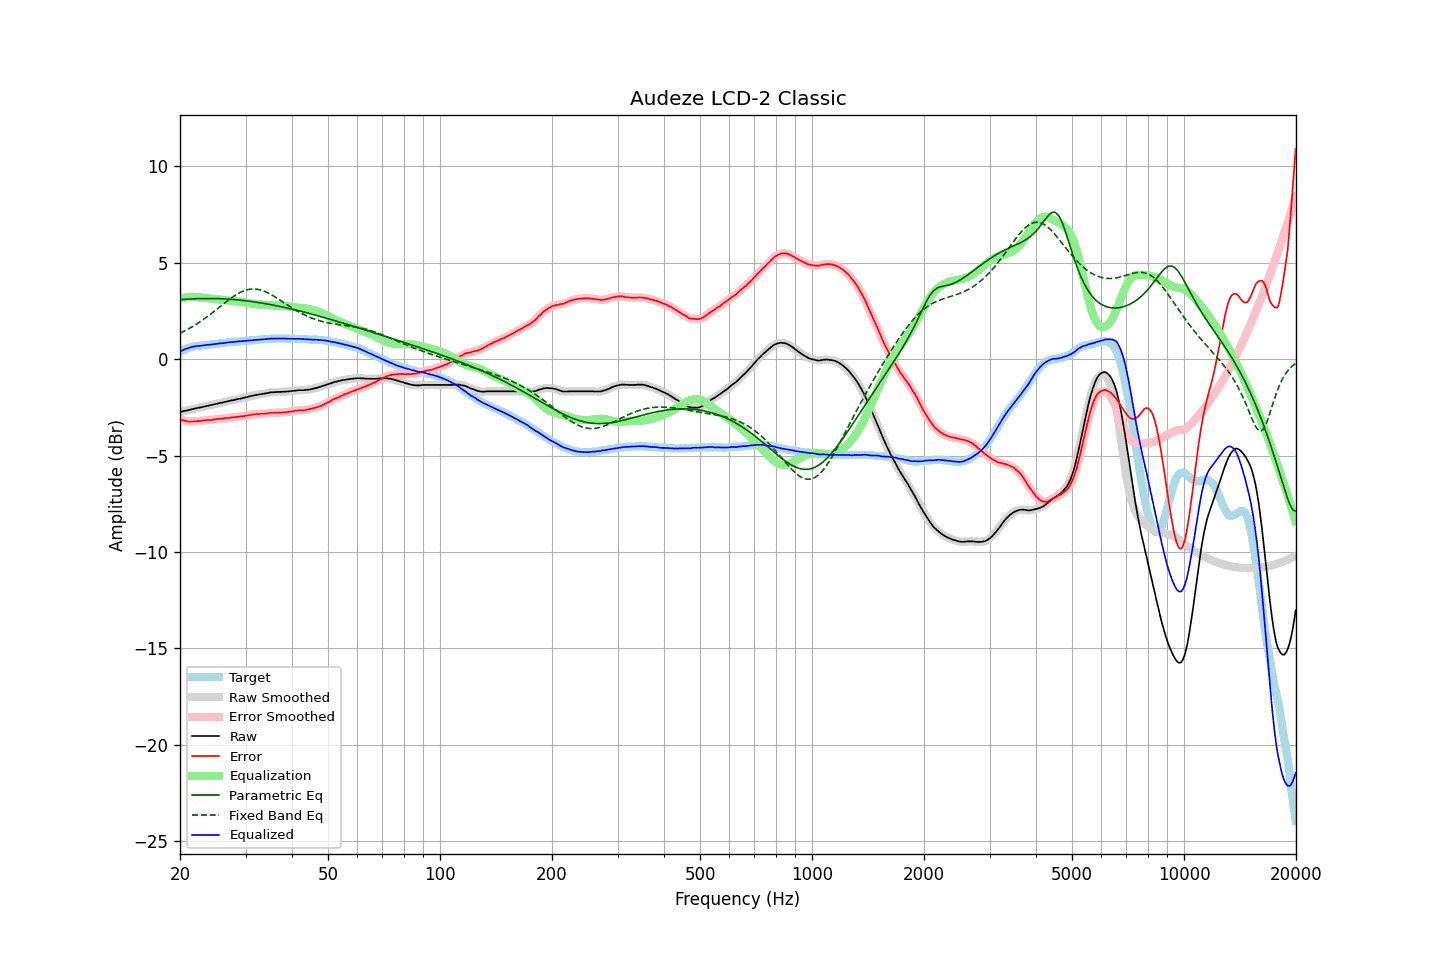 Audeze LCD-2 Classic
Amplitude (dBr)
10
5
0
−5
−10
−15
−20
−25
Target
Raw Smoothed
Error Smoothed
Raw
Error
Equalization
Parametric Eq
Fixed Band Eq
Equalized
20 50 100 200 500 1000 2000 5000 10000 20000
Frequency (Hz)